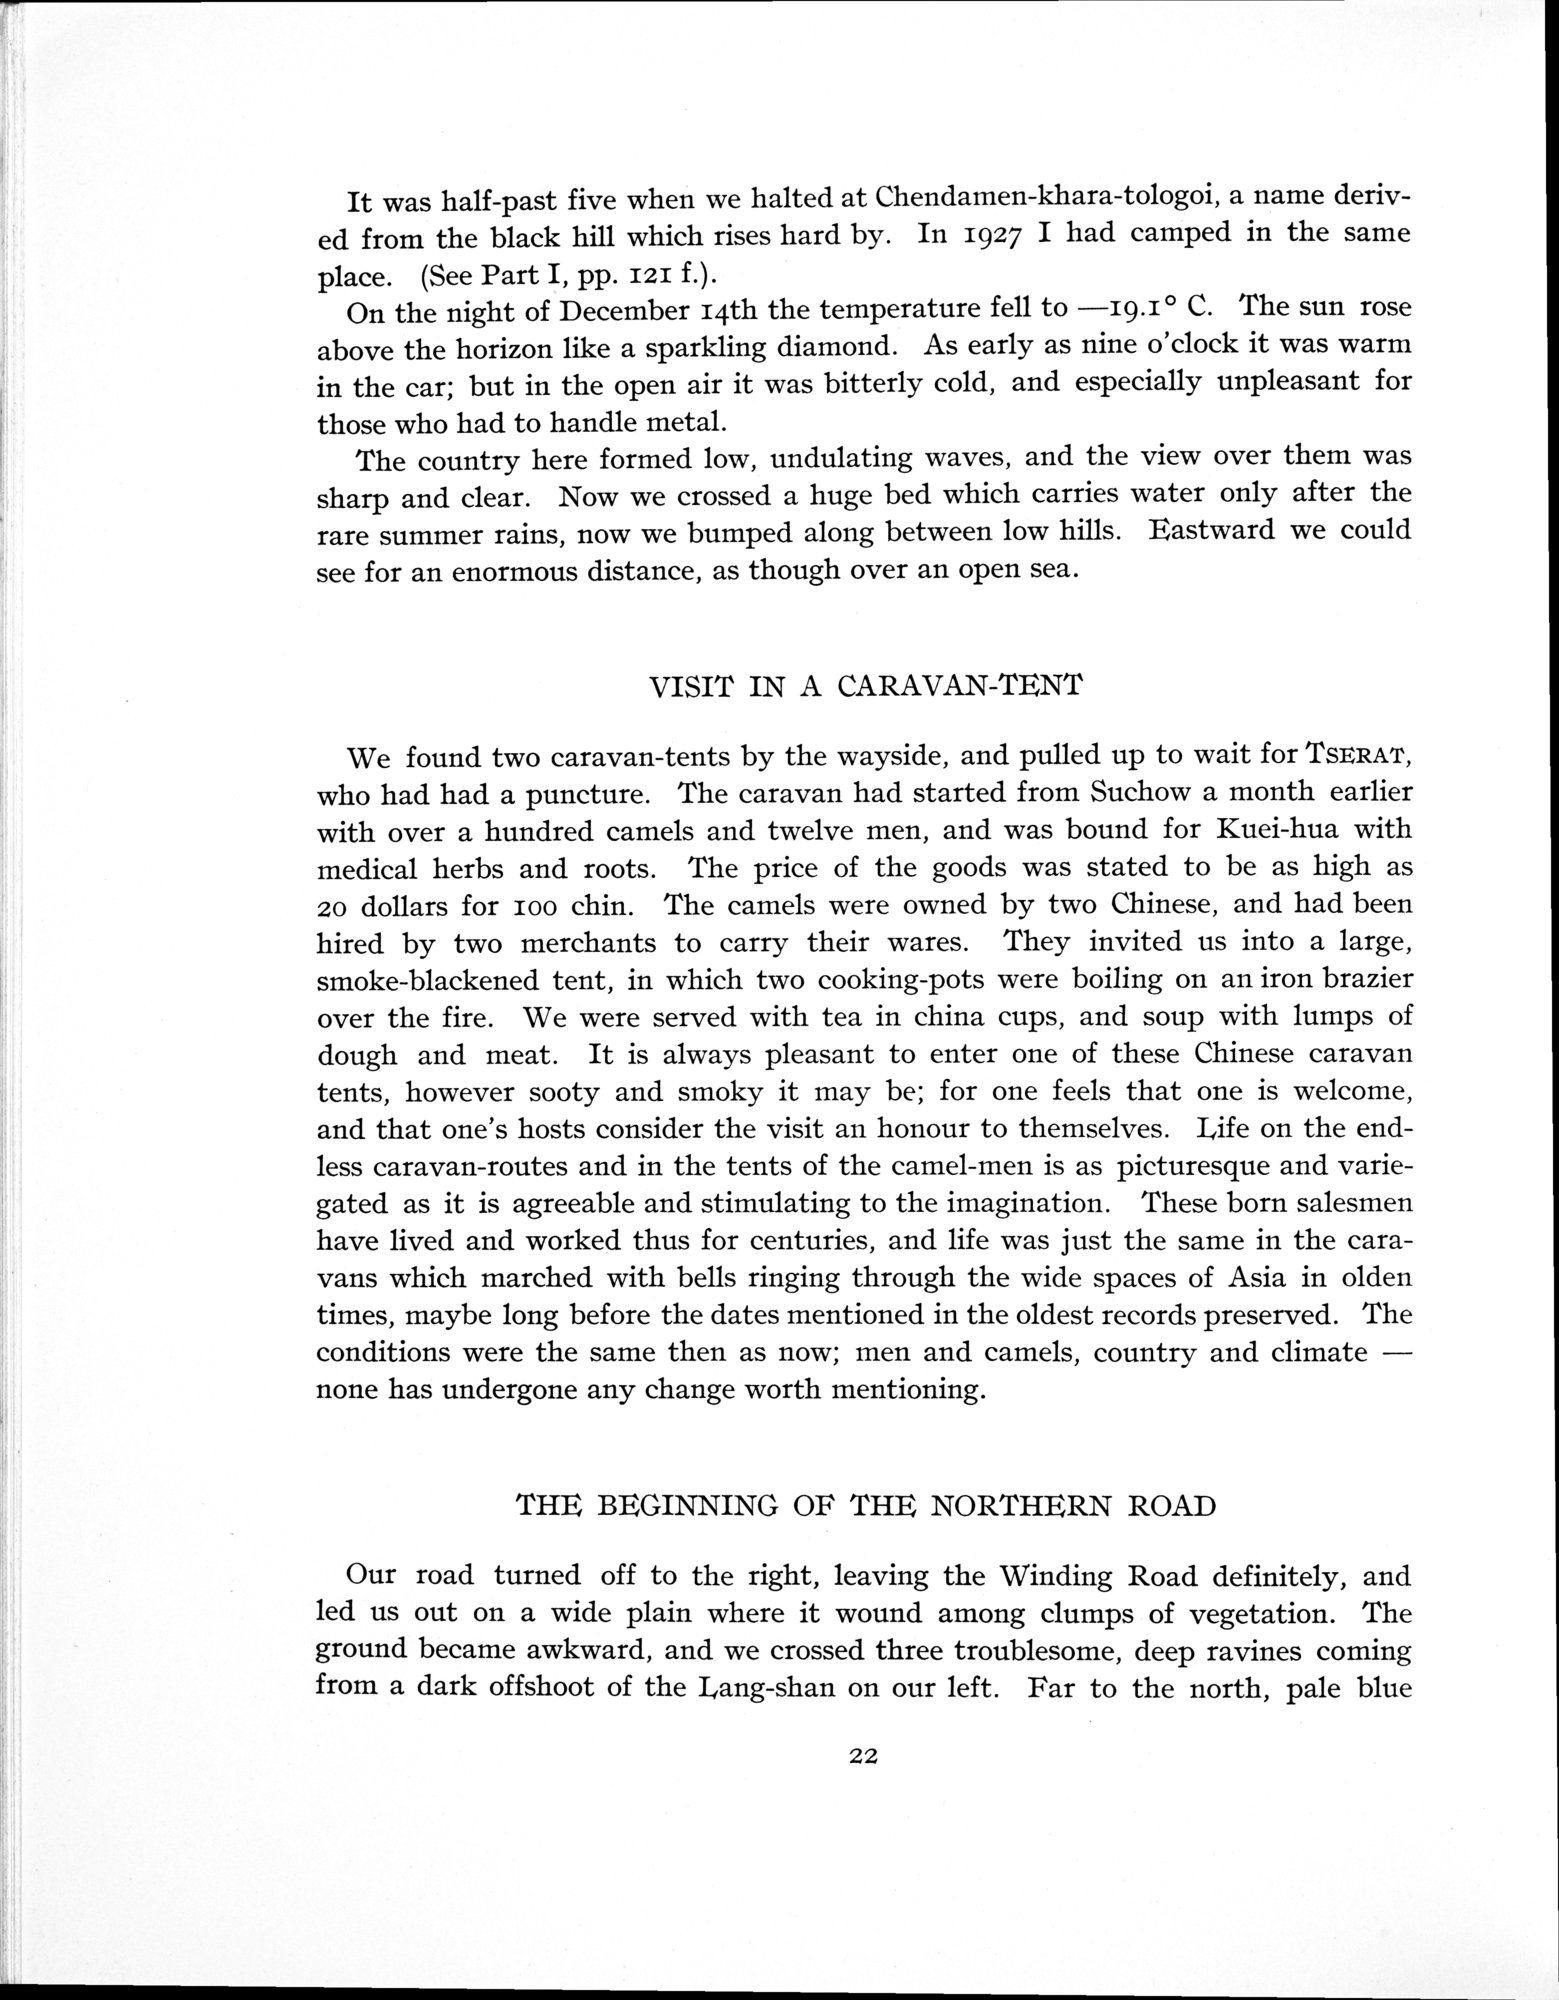 It was half-past five when we halted at Chendamen-khara-tologoi, a name deriv-
ed from the black hill which rises hard by. In 1927 I had camped in the same
place. (See Part I, pp. 121 f.).
On the night of December 14th the temperature fell to —19.1° C. The sun rose
above the horizon like a sparkling diamond. As early as nine o'clock it was warm
in the car; but in the open air it was bitterly cold, and especially unpleasant for
those who had to handle metal.
The country here formed low, undulating waves, and the view over them was
sharp and clear. Now we crossed a huge bed which carries water only after the
rare summer rains, now we bumped along between low hills. Eastward we could
see for an enormous distance, as though over an open sea.
VISIT IN A CARAVAN-TENT
We found two caravan-tents by the wayside, and pulled up to wait for TSERAT,
who had had a puncture. The caravan had started from Suchow a month earlier
with over a hundred camels and twelve men, and was bound for Kuei-hua with
medical herbs and roots. The price of the goods was stated to be as high as
20 dollars for 100 chin. The camels were owned by two Chinese, and had been
hired by two merchants to carry their wares. They invited us into a large,
smoke-blackened tent, in which two cooking-pots were boiling on an iron brazier
over the fire. We were served with tea in china cups, and soup with lumps of
dough and meat. It is always pleasant to enter one of these Chinese caravan
tents, however sooty and smoky it may be; for one feels that one is welcome,
and that one's hosts consider the visit an honour to themselves. Life on the end-
less caravan-routes and in the tents of the camel-men is as picturesque and varie-
gated as it is agreeable and stimulating to the imagination. These born salesmen
have lived and worked thus for centuries, and life was just the same in the cara-
vans which marched with bells ringing through the wide spaces of Asia in olden
times, maybe long before the dates mentioned in the oldest records preserved. The
conditions were the same then as now; men and camels, country and climate —
none has undergone any change worth mentioning.
THE BEGINNING OF THE NORTHERN ROAD
Our road turned off to the right, leaving the Winding Road definitely, and
led us out on a wide plain where it wound among clumps of vegetation. The
ground became awkward, and we crossed three troublesome, deep ravines coming
from a dark offshoot of the Lang-shan on our left. Far to the north, pale blue
22